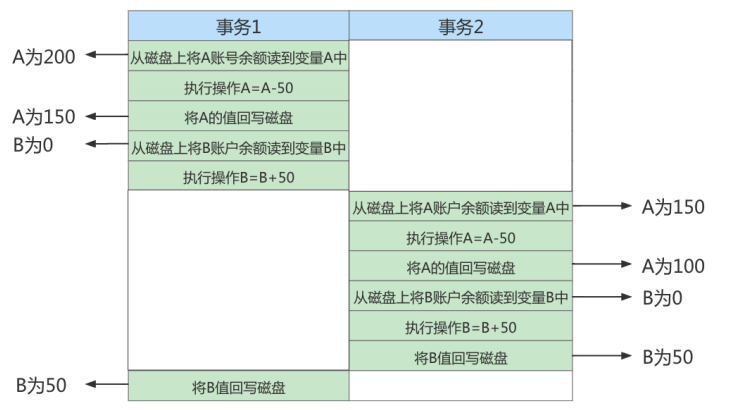 事务1 事务2
A为200 从磁盘上将A账号余额读到变量A中
执行操作A=A-50
A为150 将A的值回写磁盘
B为0 从磁盘上将B账户余额读到变量B中
执行操作B=B+50
从磁盘上将A账户余额读到变量A中 A为150
执行操作A=A-50
将A的值回写磁盘 A为100
从磁盘上将B账户余额读到变量B中 B为0
执行操作B=B+50
将B值回写磁盘 B为50
B为50 将B值回写磁盘